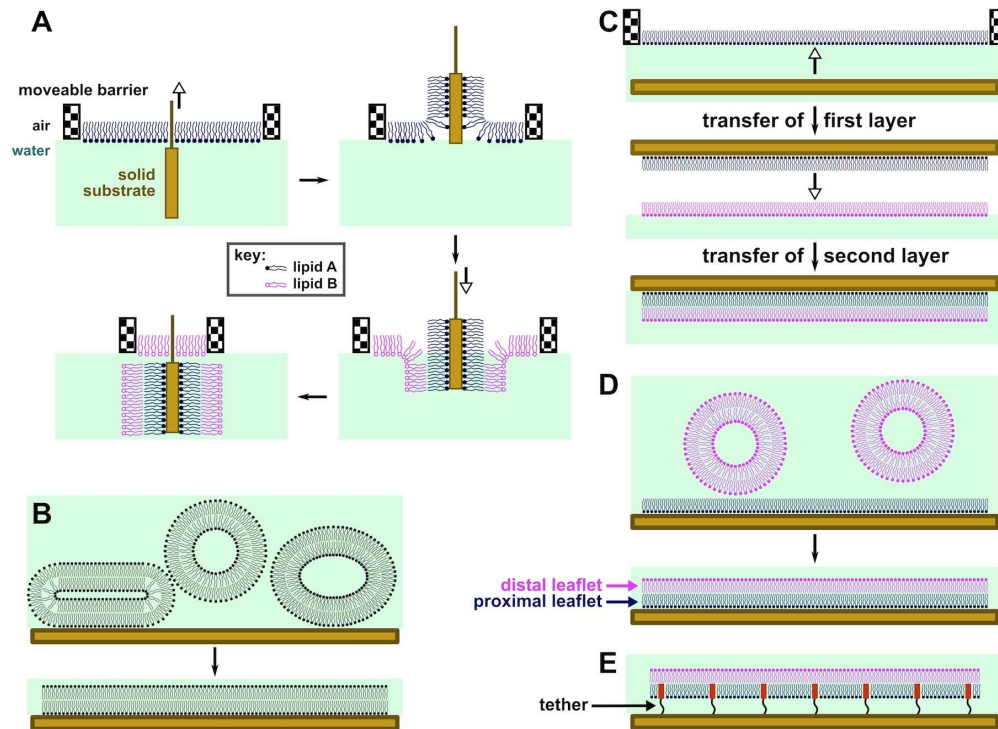 A
moveable barrier
air
water
solid
substrate
key:
lipid A
lipid B
B
C
transfer of first layer
transfer of second layer
D
distal leaflet
proximal leaflet
E
tether